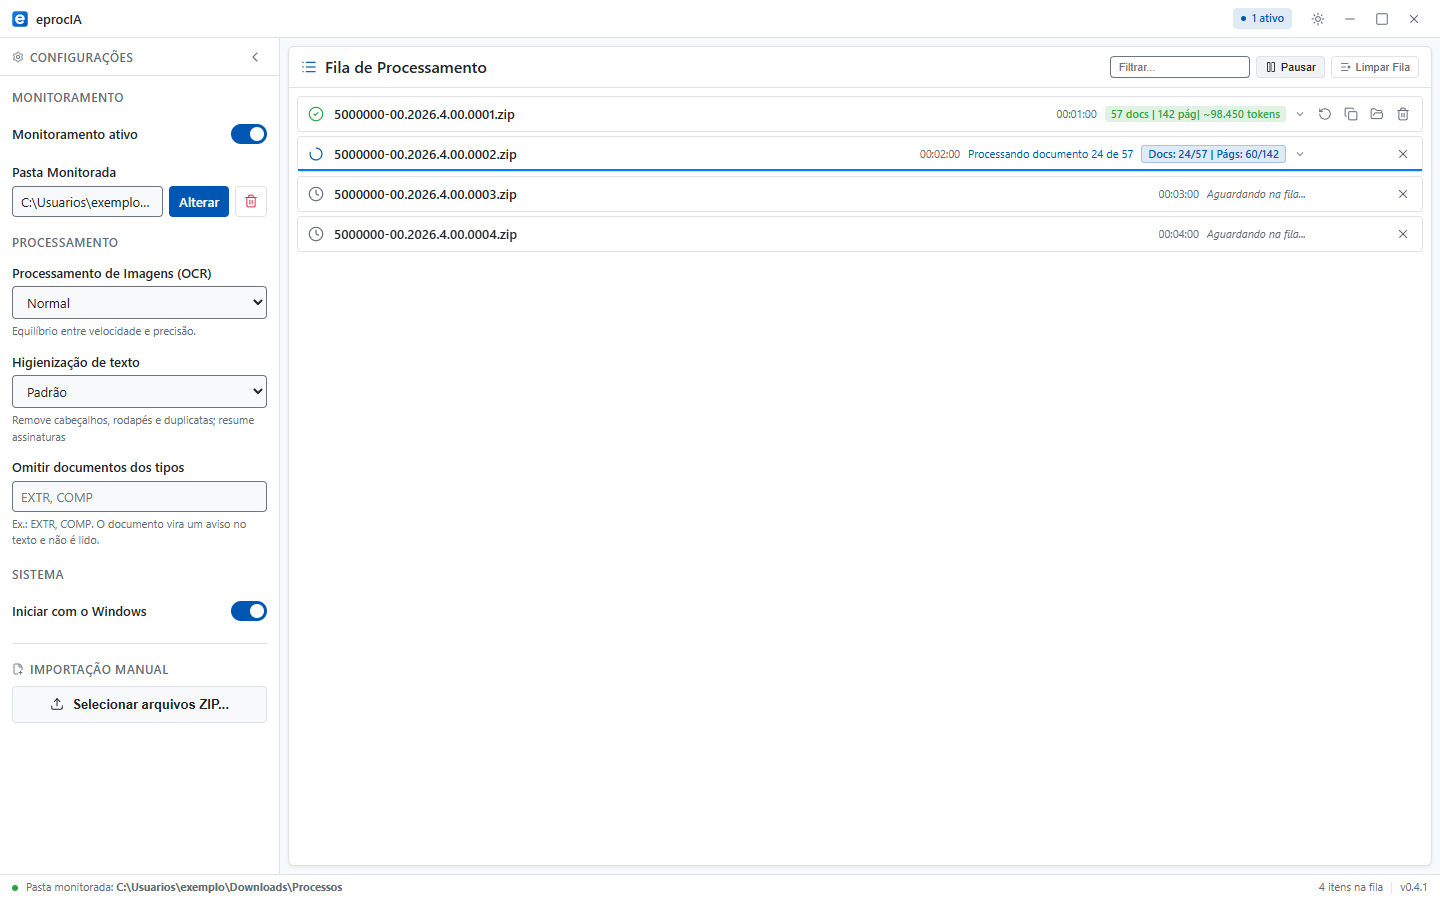 eprocIA
1 ativo
CONFIGURAÇÕES
MONITORAMENTO
Monitoramento ativo
Pasta Monitorada
C:\Usuarios\exemplo...
Alterar
PROCESSAMENTO
Processamento de Imagens (OCR)
Normal
Equilíbrio entre velocidade e precisão.
Higienização de texto
Padrão
Remove cabeçalhos, rodapés e duplicatas; resume
assinaturas
Omitir documentos dos tipos
EXTR, COMP
Ex.: EXTR, COMP. O documento vira um aviso no
texto e não é lido.
SISTEMA
Iniciar com o Windows
IMPORTAÇÃO MANUAL
Selecionar arquivos ZIP...
Fila de Processamento
Filtrar...
Pausar
Limpar Fila
5000000-00.2026.4.00.0001.zip 00:01:00 57 docs | 142 pág| ~98.450 tokens
5000000-00.2026.4.00.0002.zip 00:02:00 Processando documento 24 de 57 Docs: 24/57 | Págs: 60/142
5000000-00.2026.4.00.0003.zip 00:03:00 Aguardando na fila...
5000000-00.2026.4.00.0004.zip 00:04:00 Aguardando na fila...
Pasta monitorada: C:\Usuarios\exemplo\Downloads\Processos
4 itens na fila | v0.4.1